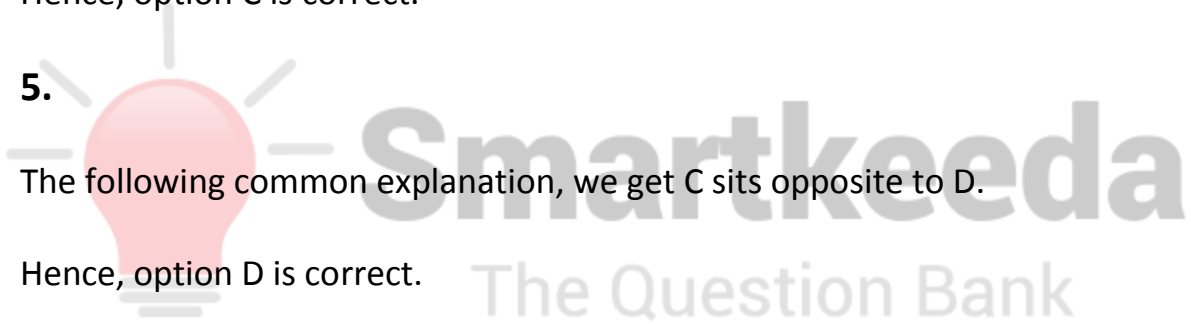 Hence, option C is correct.
5.
Smartkeeda
The following common explanation, we get C sits opposite to D.
Hence, option D is correct.
The Question Bank